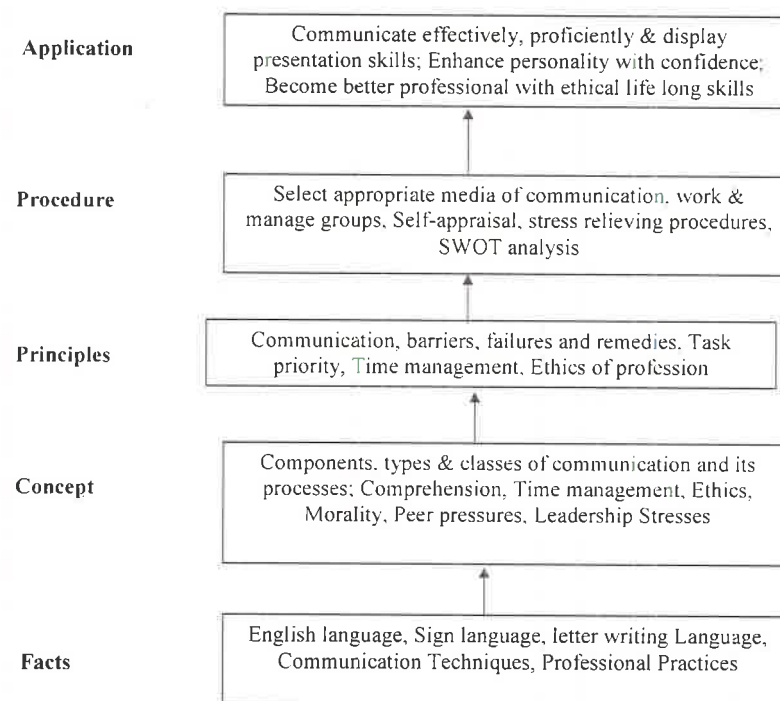 Application
Communicate effectively, proficiently & display
presentation skills; Enhance personality with confidence;
Become better professional with ethical life long skills
Procedure
Select appropriate media of communication, work &
manage groups, Self-appraisal, stress relieving procedures,
SWOT analysis
Principles
Communication, barriers, failures and remedies. Task
priority, Time management, Ethics of profession
Concept
Components, types & classes of communication and its
processes; Comprehension, Time management, Ethics,
Morality, Peer pressures, Leadership Stresses
Facts
English language, Sign language, letter writing Language,
Communication Techniques, Professional Practices